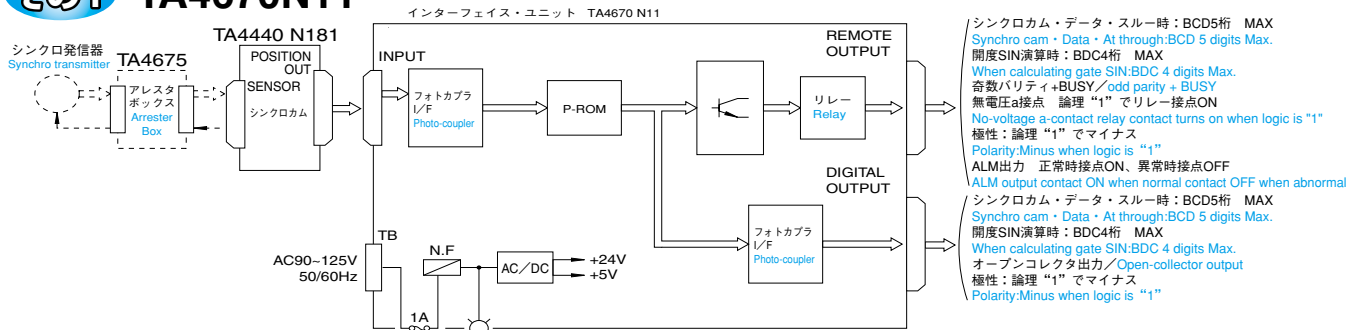 その1 TA4670N11
インターフェイス・ユニット TA4670 N11
シンクロ発信器
Synchro transmitter
TA4675
アレスタ
ボックス
Arrester
Box
TA4440 N181
POSITION
OUT
SENSOR
シンクロカム
INPUT
フォトカプラ
I/F
Photo-coupler
P-ROM
リレー
Relay
REMOTE
OUTPUT
DIGITAL
OUTPUT
フォトカプラ
I/F
Photo-coupler
TB
AC90~125V
50/60Hz
1A
N.F
AC/DC
+24V
+5V
シンクロカム・データ・スルー時：BCD5桁 MAX
Synchro cam・Data・At through:BCD 5 digits Max.
開度SIN演算時：BDC4桁 MAX
When calculating gate SIN:BDC 4 digits Max.
奇数パリティ+BUSY／odd parity + BUSY
無電圧a接点 論理“1”でリレー接点ON
No-voltage a-contact relay contact turns on when logic is "1"
極性：論理“1”でマイナス
Polarity:Minus when logic is “1”
ALM出力 正常時接点ON、異常時接点OFF
ALM output contact ON when normal contact OFF when abnormal
シンクロカム・データ・スルー時：BCD5桁 MAX
Synchro cam・Data・At through:BCD 5 digits Max.
開度SIN演算時：BDC4桁 MAX
When calculating gate SIN:BDC 4 digits Max.
オープンコレクタ出力／Open-collector output
極性：論理“1”でマイナス
Polarity:Minus when logic is “1”